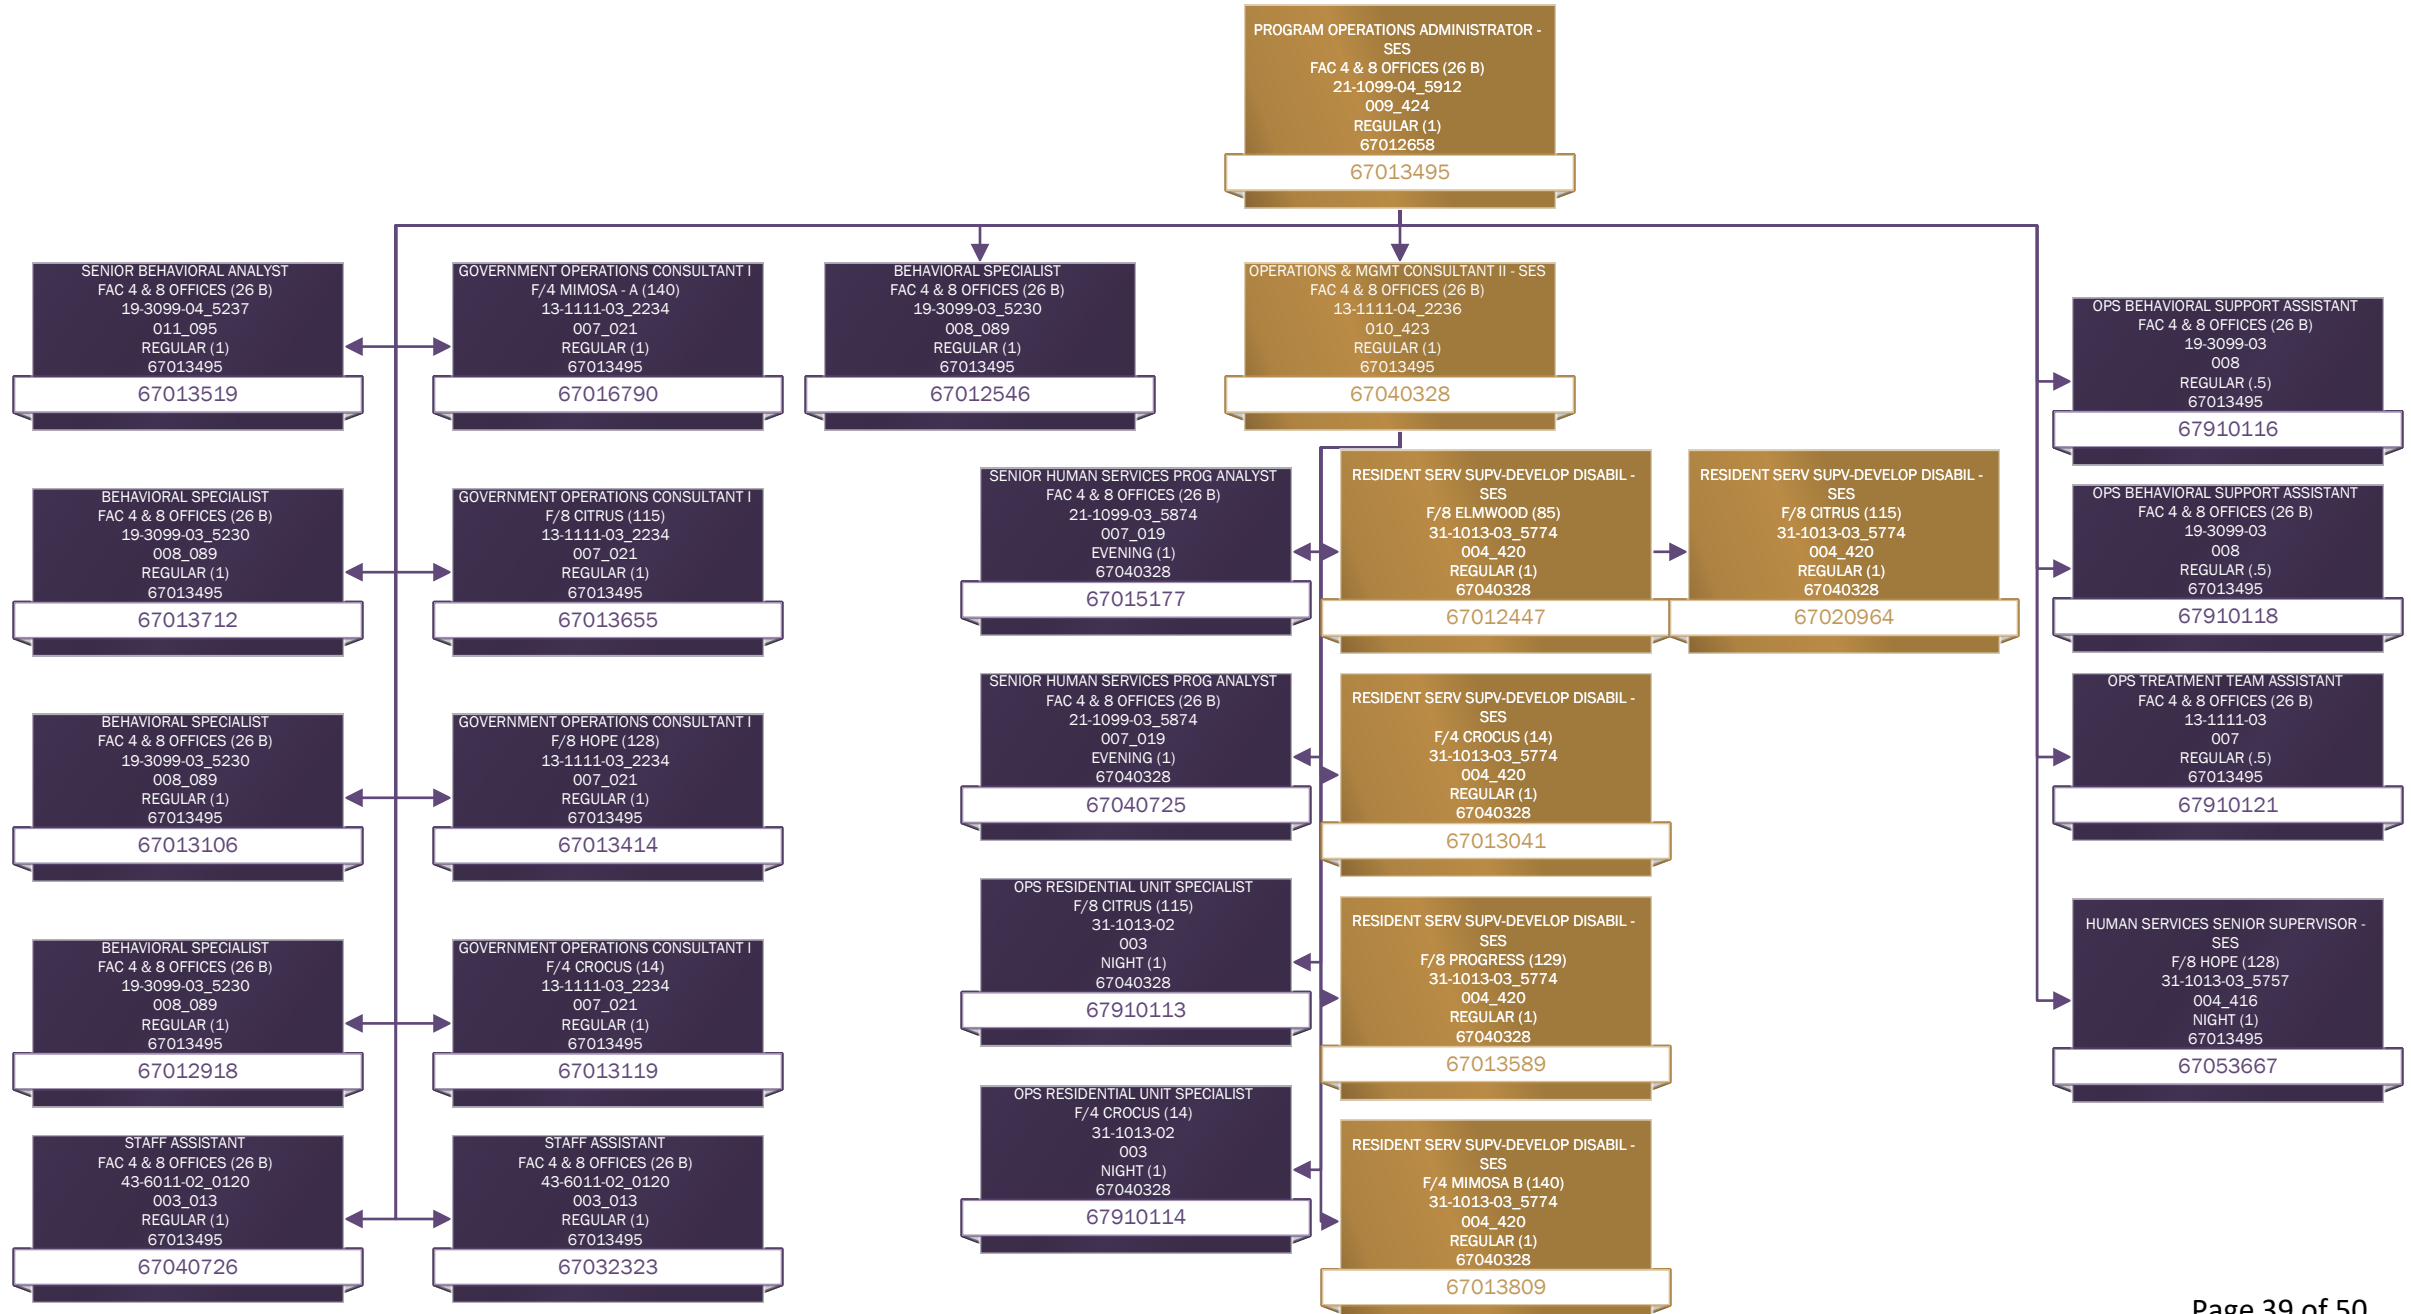 PROGRAM OPERATIONS ADMINISTRATOR -
SES
FAC 4 & 8 OFFICES (26 B)
21-1099-04_5912
009_424
REGULAR (1)
67012658
67013495
SENIOR BEHAVIORAL ANALYST
FAC 4 & 8 OFFICES (26 B)
19-3099-04_5237
011_095
REGULAR (1)
67013495
67013519
GOVERNMENT OPERATIONS CONSULTANT I
F/4 MIMOSA - A (140)
13-1111-03_2234
007_021
REGULAR (1)
67013495
67016790
BEHAVIORAL SPECIALIST
FAC 4 & 8 OFFICES (26 B)
19-3099-03_5230
008_089
REGULAR (1)
67013495
67012546
OPERATIONS & MGMT CONSULTANT II - SES
FAC 4 & 8 OFFICES (26 B)
13-1111-04_2236
010_423
REGULAR (1)
67013495
67040328
OPS BEHAVIORAL SUPPORT ASSISTANT
FAC 4 & 8 OFFICES (26 B)
19-3099-03
008
REGULAR (.5)
67013495
67910116
BEHAVIORAL SPECIALIST
FAC 4 & 8 OFFICES (26 B)
19-3099-03_5230
008_089
REGULAR (1)
67013495
67013712
GOVERNMENT OPERATIONS CONSULTANT I
F/8 CITRUS (115)
13-1111-03_2234
007_021
REGULAR (1)
67013495
67013655
SENIOR HUMAN SERVICES PROG ANALYST
FAC 4 & 8 OFFICES (26 B)
21-1099-03_5874
007_019
EVENING (1)
67040328
67015177
RESIDENT SERV SUPV-DEVELOP DISABIL -
SES
F/8 ELMWOOD (85)
31-1013-03_5774
004_420
REGULAR (1)
67040328
67012447
RESIDENT SERV SUPV-DEVELOP DISABIL -
SES
F/8 CITRUS (115)
31-1013-03_5774
004_420
REGULAR (1)
67040328
67020964
OPS BEHAVIORAL SUPPORT ASSISTANT
FAC 4 & 8 OFFICES (26 B)
19-3099-03
008
REGULAR (.5)
67013495
67910118
BEHAVIORAL SPECIALIST
FAC 4 & 8 OFFICES (26 B)
19-3099-03_5230
008_089
REGULAR (1)
67013495
67013106
GOVERNMENT OPERATIONS CONSULTANT I
F/8 HOPE (128)
13-1111-03_2234
007_021
REGULAR (1)
67013495
67013414
SENIOR HUMAN SERVICES PROG ANALYST
FAC 4 & 8 OFFICES (26 B)
21-1099-03_5874
007_019
EVENING (1)
67040328
67040725
RESIDENT SERV SUPV-DEVELOP DISABIL -
SES
F/4 CROCUS (14)
31-1013-03_5774
004_420
REGULAR (1)
67040328
67013041
OPS TREATMENT TEAM ASSISTANT
FAC 4 & 8 OFFICES (26 B)
13-1111-03
007
REGULAR (.5)
67013495
67910121
BEHAVIORAL SPECIALIST
FAC 4 & 8 OFFICES (26 B)
19-3099-03_5230
008_089
REGULAR (1)
67013495
67012918
GOVERNMENT OPERATIONS CONSULTANT I
F/4 CROCUS (14)
13-1111-03_2234
007_021
REGULAR (1)
67013495
67013119
OPS RESIDENTIAL UNIT SPECIALIST
F/8 CITRUS (115)
31-1013-02
003
NIGHT (1)
67040328
67910113
RESIDENT SERV SUPV-DEVELOP DISABIL -
SES
F/8 PROGRESS (129)
31-1013-03_5774
004_420
REGULAR (1)
67040328
67013589
HUMAN SERVICES SENIOR SUPERVISOR -
SES
F/8 HOPE (128)
31-1013-03_5757
004_416
NIGHT (1)
67013495
67053667
STAFF ASSISTANT
FAC 4 & 8 OFFICES (26 B)
43-6011-02_0120
003_013
REGULAR (1)
67013495
67040726
STAFF ASSISTANT
FAC 4 & 8 OFFICES (26 B)
43-6011-02_0120
003_013
REGULAR (1)
67013495
67032323
OPS RESIDENTIAL UNIT SPECIALIST
F/4 CROCUS (14)
31-1013-02
003
NIGHT (1)
67040328
67910114
RESIDENT SERV SUPV-DEVELOP DISABIL -
SES
F/4 MIMOSA B (140)
31-1013-03_5774
004_420
REGULAR (1)
67040328
67013809
Page 39 of 50